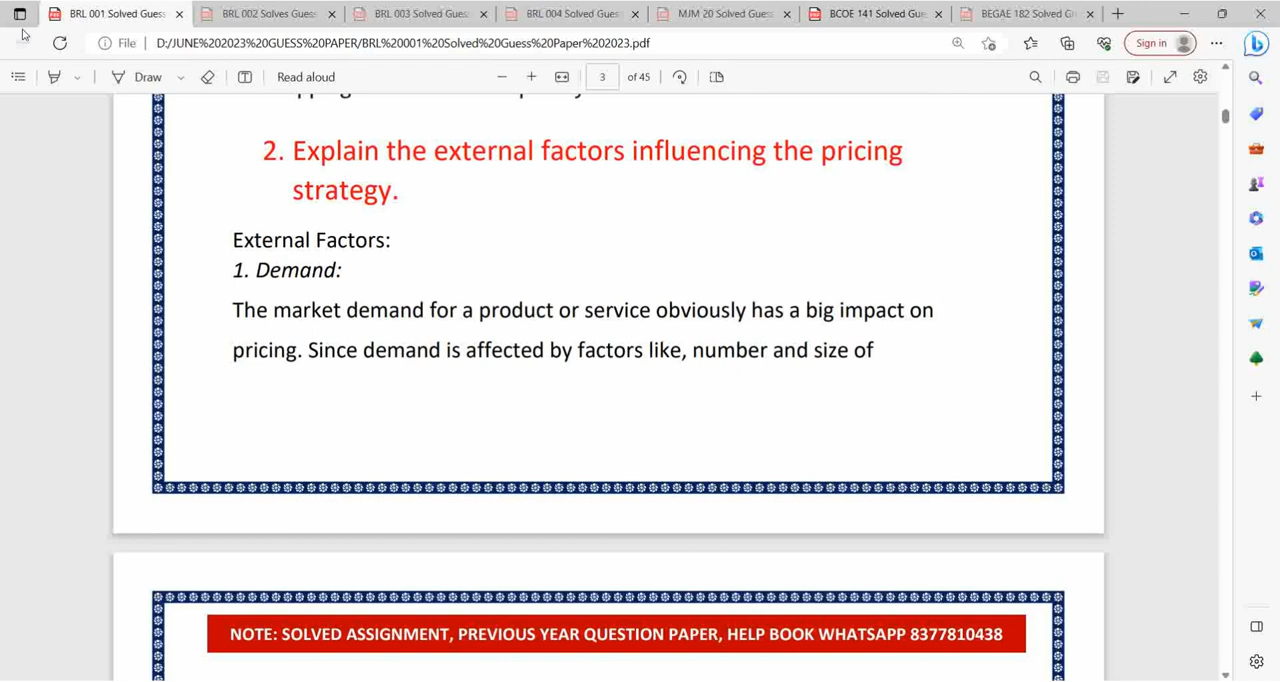 BRL 001 Solved Gues
BRL 002 Solves Guess
BRL 003 Solved Gues
BRL 004 Solved Guess
MJM 20 Solved Guess
BCOE 141 Solved Gue
BEGAE 182 Solved G
File D:/JUNE%202023%20GUESS%20PAPER/BRL%20001%20Solved%20Guess%20Paper%202023.pdf
Sign in
Draw
Read aloud
3 of 45
2. Explain the external factors influencing the pricing
strategy.
External Factors:
1. Demand:
The market demand for a product or service obviously has a big impact on
pricing. Since demand is affected by factors like, number and size of
NOTE: SOLVED ASSIGNMENT, PREVIOUS YEAR QUESTION PAPER, HELP BOOK WHATSAPP 8377810438